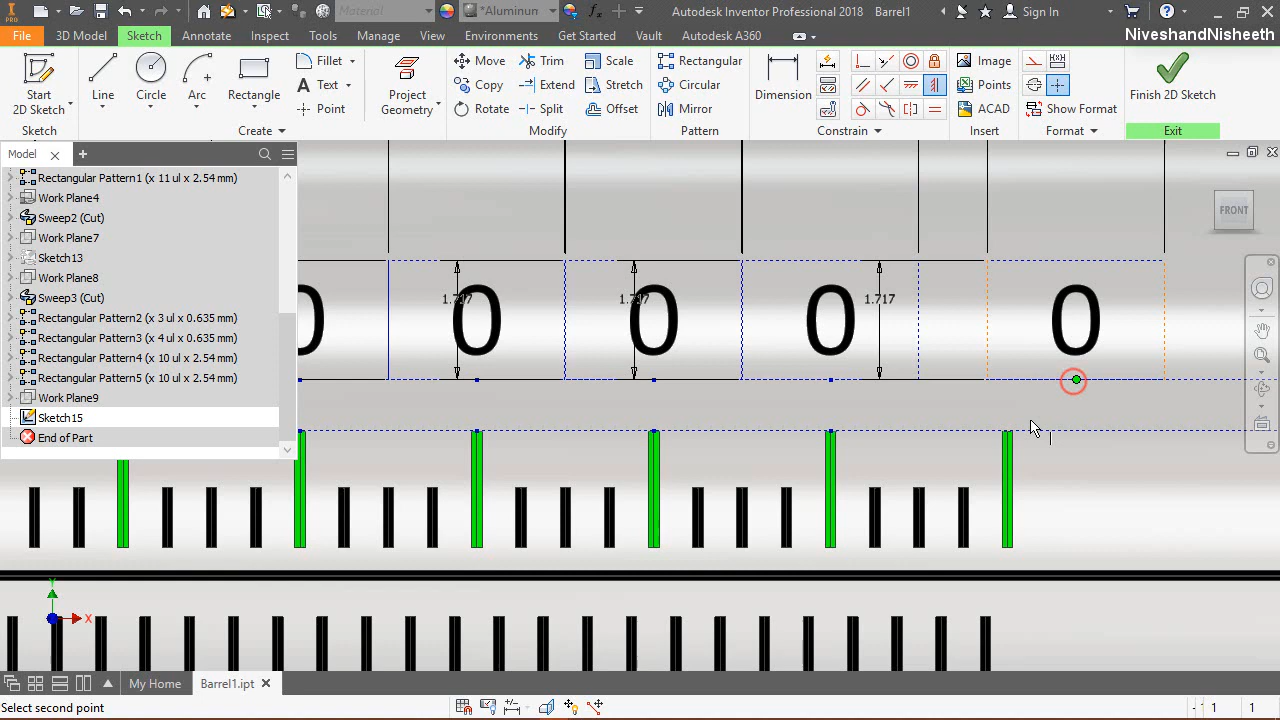 PRO
Material
*Aluminum
Autodesk Inventor Professional 2018 Barrel1
Sign In
File 3D Model Sketch Annotate Inspect Tools Manage View Environments Get Started Vault Autodesk A360
NiveshandNisheeth
Start
2D Sketch
Line
Circle
Arc
Rectangle
Fillet
Text
Point
Project
Geometry
Move
Copy
Rotate
Trim
Extend
Split
Scale
Stretch
Offset
Rectangular
Circular
Mirror
Dimension
Image
Points
ACAD
Show Format
Finish 2D Sketch
Sketch Create Modify Pattern Constrain Insert Format Exit
Model
Rectangular Pattern1 (x 11 ul x 2.54 mm)
Work Plane4
Sweep2 (Cut)
Work Plane7
Sketch13
Work Plane8
Sweep3 (Cut)
Rectangular Pattern2 (x 3 ul x 0.635 mm)
Rectangular Pattern3 (x 4 ul x 0.635 mm)
Rectangular Pattern4 (x 10 ul x 2.54 mm)
Rectangular Pattern5 (x 10 ul x 2.54 mm)
Work Plane9
Sketch15
End of Part
FRONT
1.717 1.717 1.717
0 0 0 0 0
Y
X
My Home Barrel1.ipt
Select second point
1 1